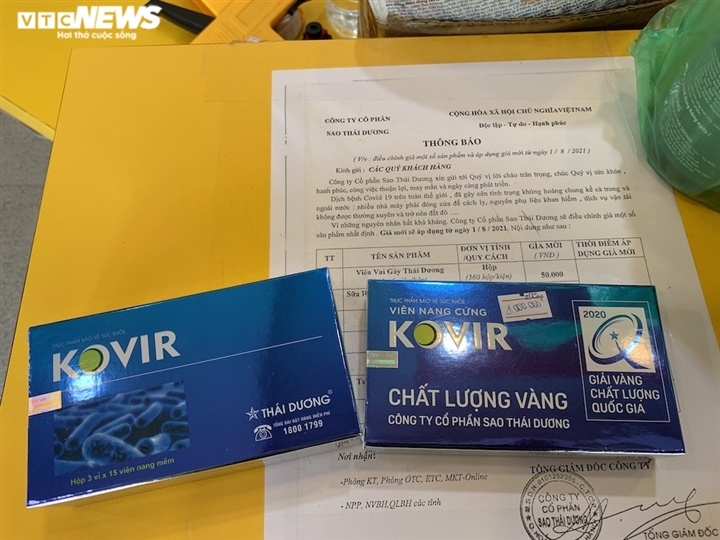 VTC NEWS
Hơi thở cuộc sống
CÔNG TY CỔ PHẦN
SAO THÁI DƯƠNG
CỘNG HÒA XÃ HỘI CHỦ NGHĨAVIỆTNAM
Độc lập - Tự do - Hạnh phúc
THÔNG BÁO
( V/v : điều chỉnh giá một số sản phẩm và áp dụng giá mới từ ngày 1 / 8 / 2021)
Kính gửi : CÁC QUÝ KHÁCH HÀNG
Công ty Cổ phần Sao Thái Dương xin gửi tới Quý vị lời chào trân trọng, chúc Quý vị sức khỏe ,
hạnh phúc, công việc thuận lợi, may mắn và ngày càng phát triển.
Dịch bệnh Covid 19 trên toàn thế giới , đã gây nên tình trạng khủng hoảng kể cả trong và
ngoài nước : nhiều nhà máy phải đóng cửa để cách ly, nguyên phụ liệu khan hiếm , dịch vụ vận tải
không được thường xuyên và trở nên đắt đỏ ....
Vì những nguyên nhân bất khả kháng. Công ty Cổ phần Sao Thái Dương sẽ điều chỉnh giá một số
sản phẩm nhất định . Giá mới sẽ áp dụng từ ngày 1 / 8 / 2021. Nội dung như sau :
TT TÊN SẢN PHẨM ĐƠN VỊ TÍNH /QUY CÁCH GIÁ MỚI (VNĐ) THỜI ĐIỂM ÁP DỤNG GIÁ MỚI
Viên Vai Gáy Thái Dương Hộp (360 hộp/kiện) 50.000
Sữa
THỰC PHẨM BẢO VỆ SỨC KHỎE
KOVIR
THÁI DƯƠNG
TỔNG ĐÀI ĐẶT HÀNG MIỄN PHÍ
1800 1799
Hộp 3 vỉ x 15 viên nang mềm
THỰC PHẨM BẢO VỆ SỨC KHỎE
VIÊN NANG CỨNG
KOVIR
CHẤT LƯỢNG VÀNG
CÔNG TY CỔ PHẦN SAO THÁI DƯƠNG
2020
GIẢI VÀNG
CHẤT LƯỢNG
QUỐC GIA
Nơi nhận:
-Phòng KT, Phòng OTC, ETC, MKT-Online
- NPP, NVBH,QLBH các tỉnh
TỔNG GIÁM ĐỐC CÔNG TY
CÔNG TY
CỔ PHẦN
SAO THÁI DƯƠNG
TỔNG GIÁM ĐỐC